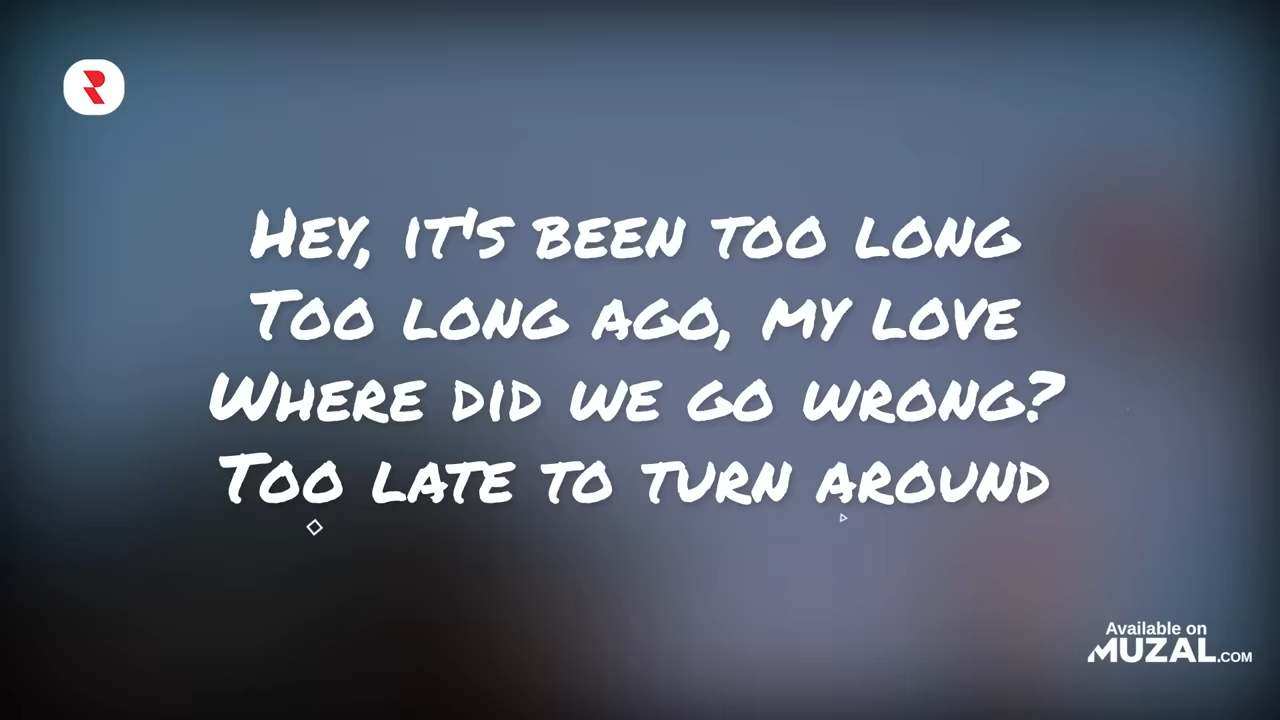 Hey, it's been too long
Too long ago, my love
Where did we go wrong?
Too late to turn around
Available on
MUZAL.COM